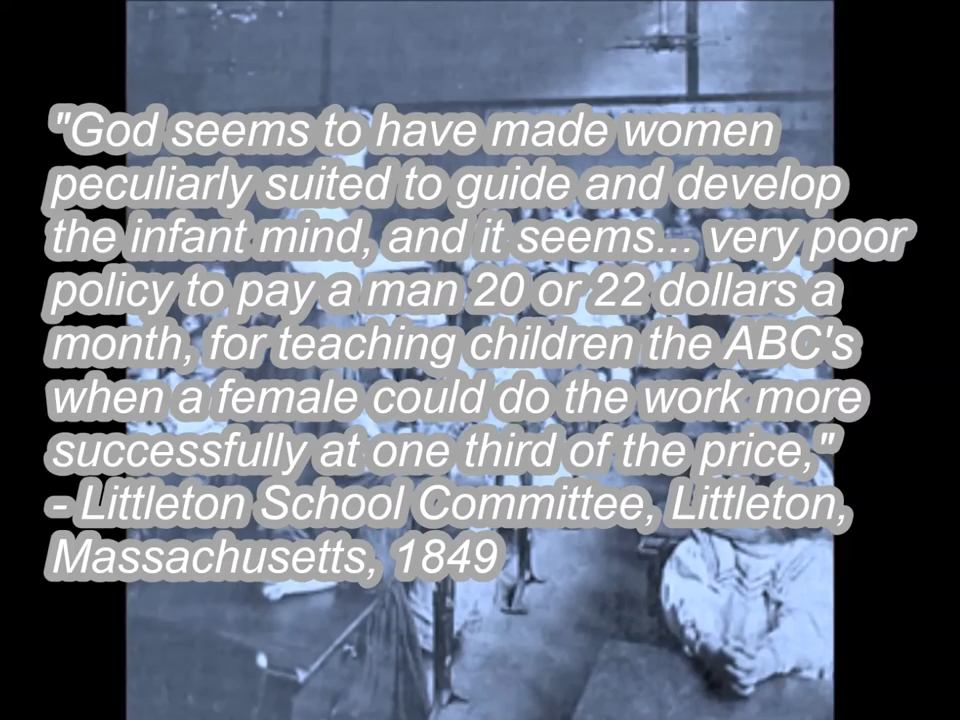 "God seems to have made women
peculiarly suited to guide and develop
the infant mind, and it seems... very poor
policy to pay a man 20 or 22 dollars a
month, for teaching children the ABC's
when a female could do the work more
successfully at one third of the price,"
- Littleton School Committee, Littleton,
Massachusetts, 1849